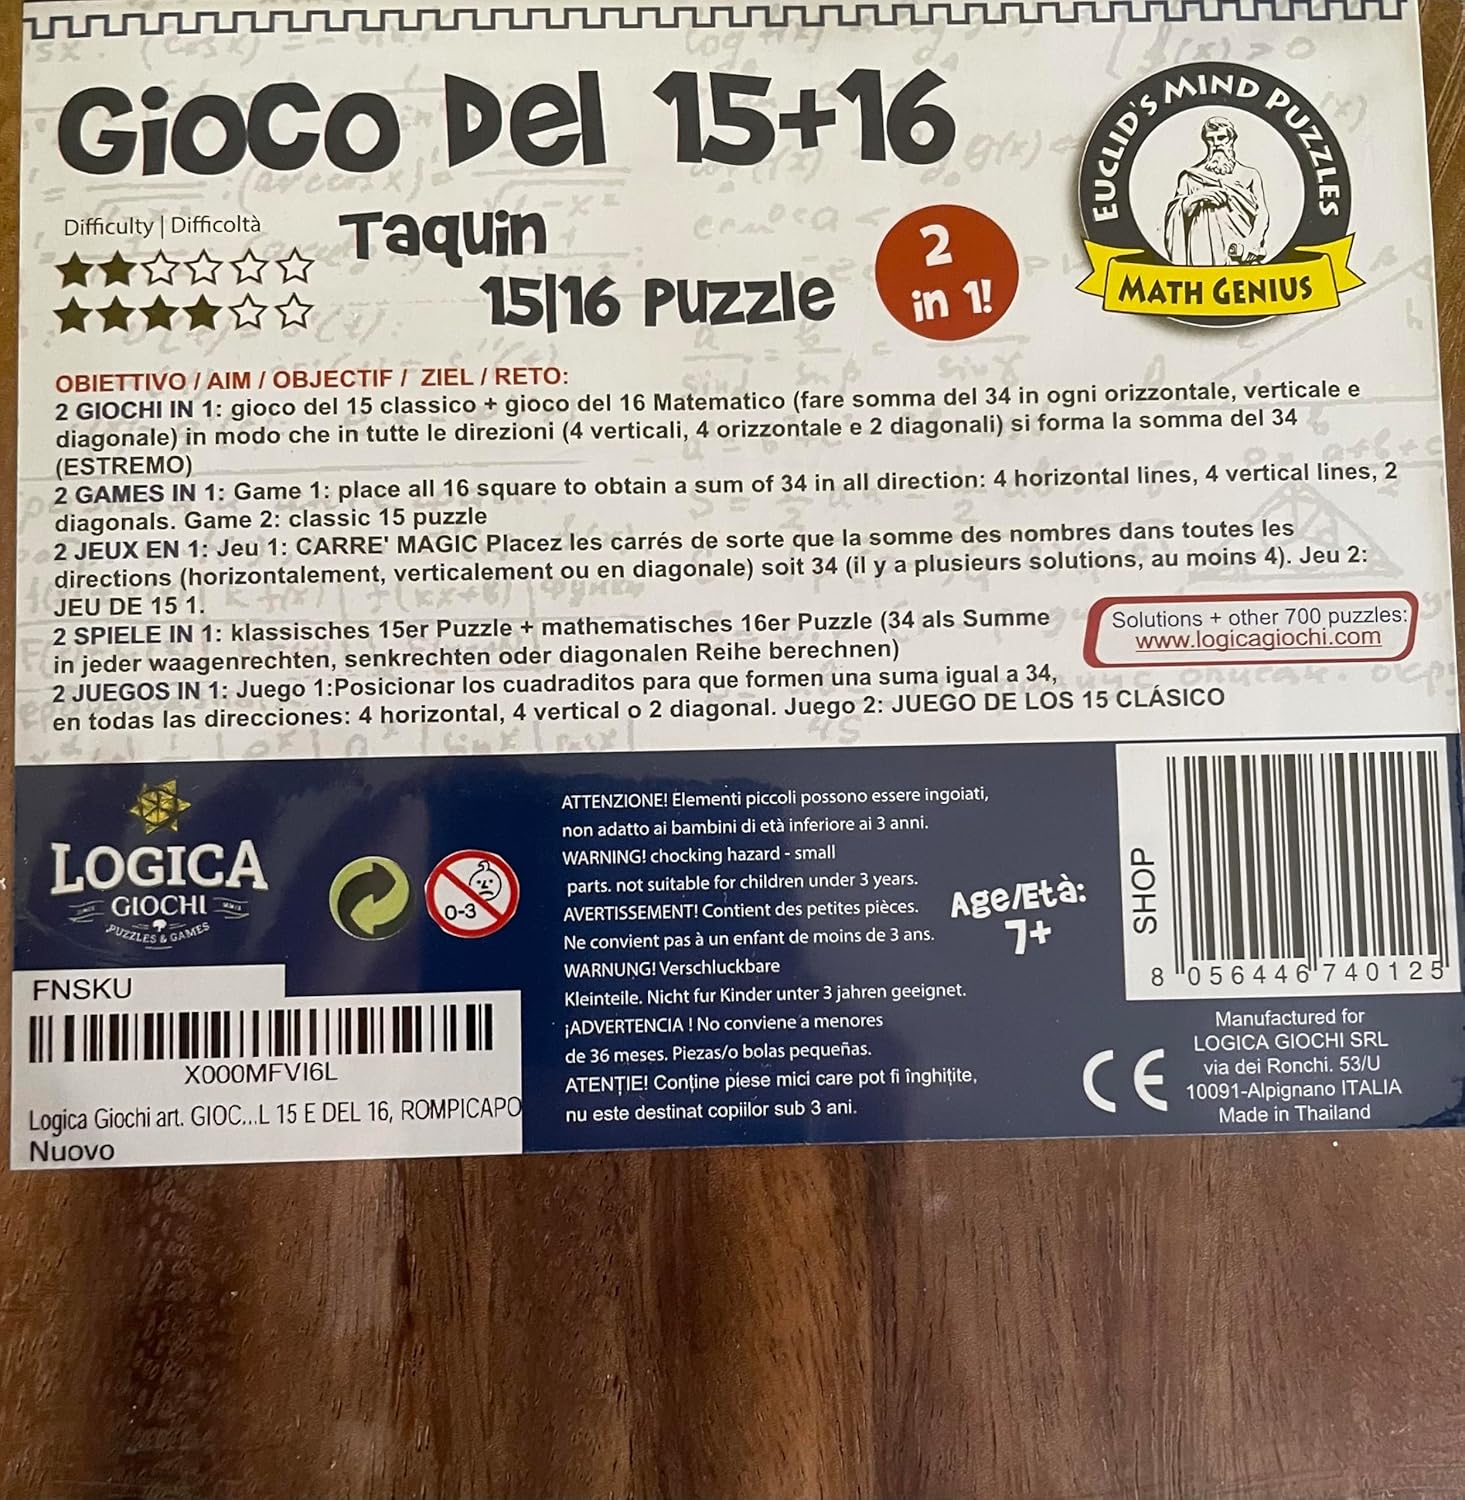 GiOCO Del 15+16
EUCLID'S MIND PUZZLES
MATH GENIUS
Difficulty | Difficoltà
Taquin
15|16 Puzzle
2
in 1!
OBIETTIVO / AIM / OBJECTIF / ZIEL / RETO:
2 GIOCHI IN 1: gioco del 15 classico + gioco del 16 Matematico (fare somma del 34 in ogni orizzontale, verticale e
diagonale) in modo che in tutte le direzioni (4 verticali, 4 orizzontale e 2 diagonali) si forma la somma del 34
(ESTREMO)
2 GAMES IN 1: Game 1: place all 16 square to obtain a sum of 34 in all direction: 4 horizontal lines, 4 vertical lines, 2
diagonals. Game 2: classic 15 puzzle
2 JEUX EN 1: Jeu 1: CARRE' MAGIC Placez les carrés de sorte que la somme des nombres dans toutes les
directions (horizontalement, verticalement ou en diagonale) soit 34 (il y a plusieurs solutions, au moins 4). Jeu 2:
JEU DE 15 1.
2 SPIELE IN 1: klassisches 15er Puzzle + mathematisches 16er Puzzle (34 als Summe
in jeder waagenrechten, senkrechten oder diagonalen Reihe berechnen)
2 JUEGOS IN 1: Juego 1:Posicionar los cuadraditos para que formen una suma igual a 34,
en todas las direcciones: 4 horizontal, 4 vertical o 2 diagonal. Juego 2: JUEGO DE LOS 15 CLÁSICO
Solutions + other 700 puzzles:
www.logicagiochi.com
LOGICA
GIOCHI
PUZZLES & GAMES
0-3
ATTENZIONE! Elementi piccoli possono essere ingoiati,
non adatto ai bambini di età inferiore ai 3 anni.
WARNING! chocking hazard - small
parts. not suitable for children under 3 years.
AVERTISSEMENT! Contient des petites pièces.
Ne convient pas à un enfant de moins de 3 ans.
WARNUNG! Verschluckbare
Kleinteile. Nicht fur Kinder unter 3 jahren geeignet.
¡ADVERTENCIA ! No conviene a menores
de 36 meses. Piezas/o bolas pequeñas.
ATENȚIE! Conține piese mici care pot fi înghițite,
nu este destinat copiilor sub 3 ani.
Age/Età:
7+
SHOP
8 056446 740125
CE
Manufactured for
LOGICA GIOCHI SRL
via dei Ronchi. 53/U
10091-Alpignano ITALIA
Made in Thailand
FNSKU
X000MFVI6L
Logica Giochi art. GIOC...L 15 E DEL 16, ROMPICAPO
Nuovo